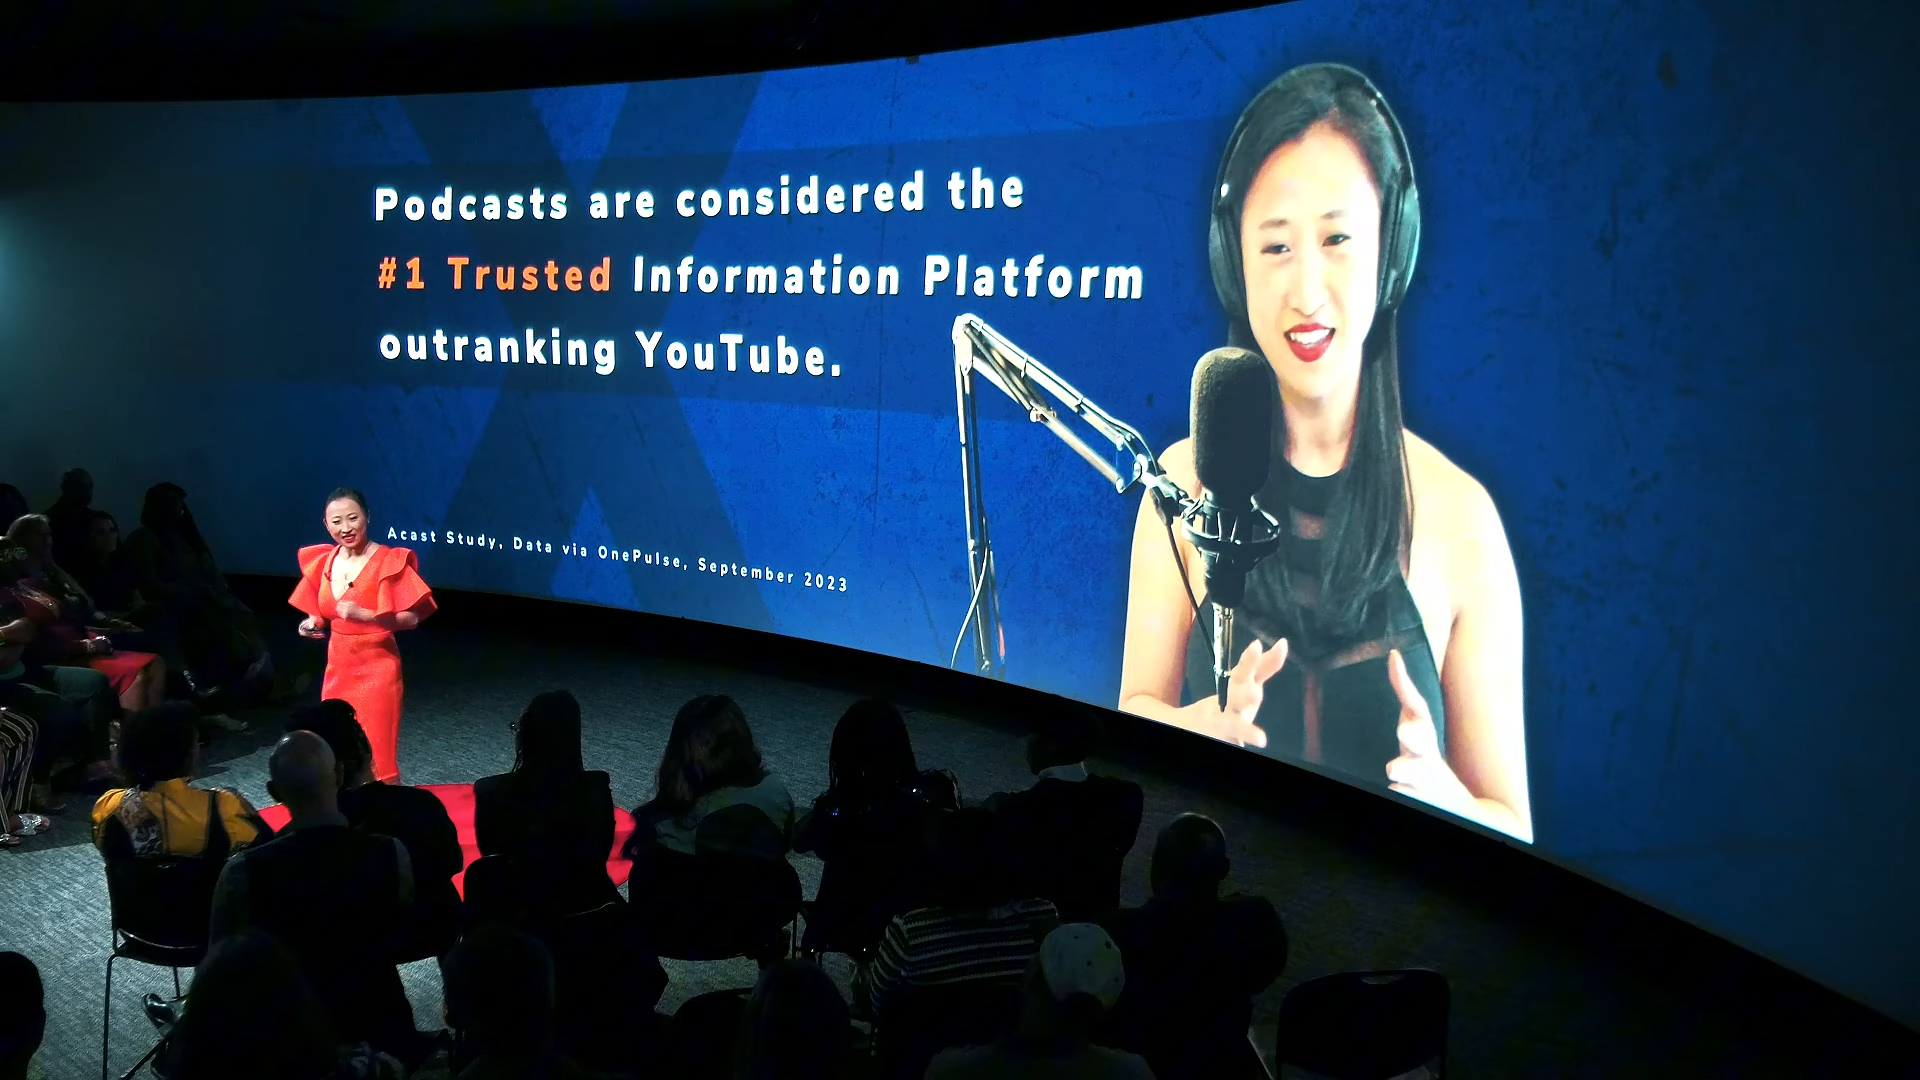 Podcasts are considered the
#1 Trusted Information Platform
outranking YouTube.
Acast Study, Data via OnePulse, September 2023